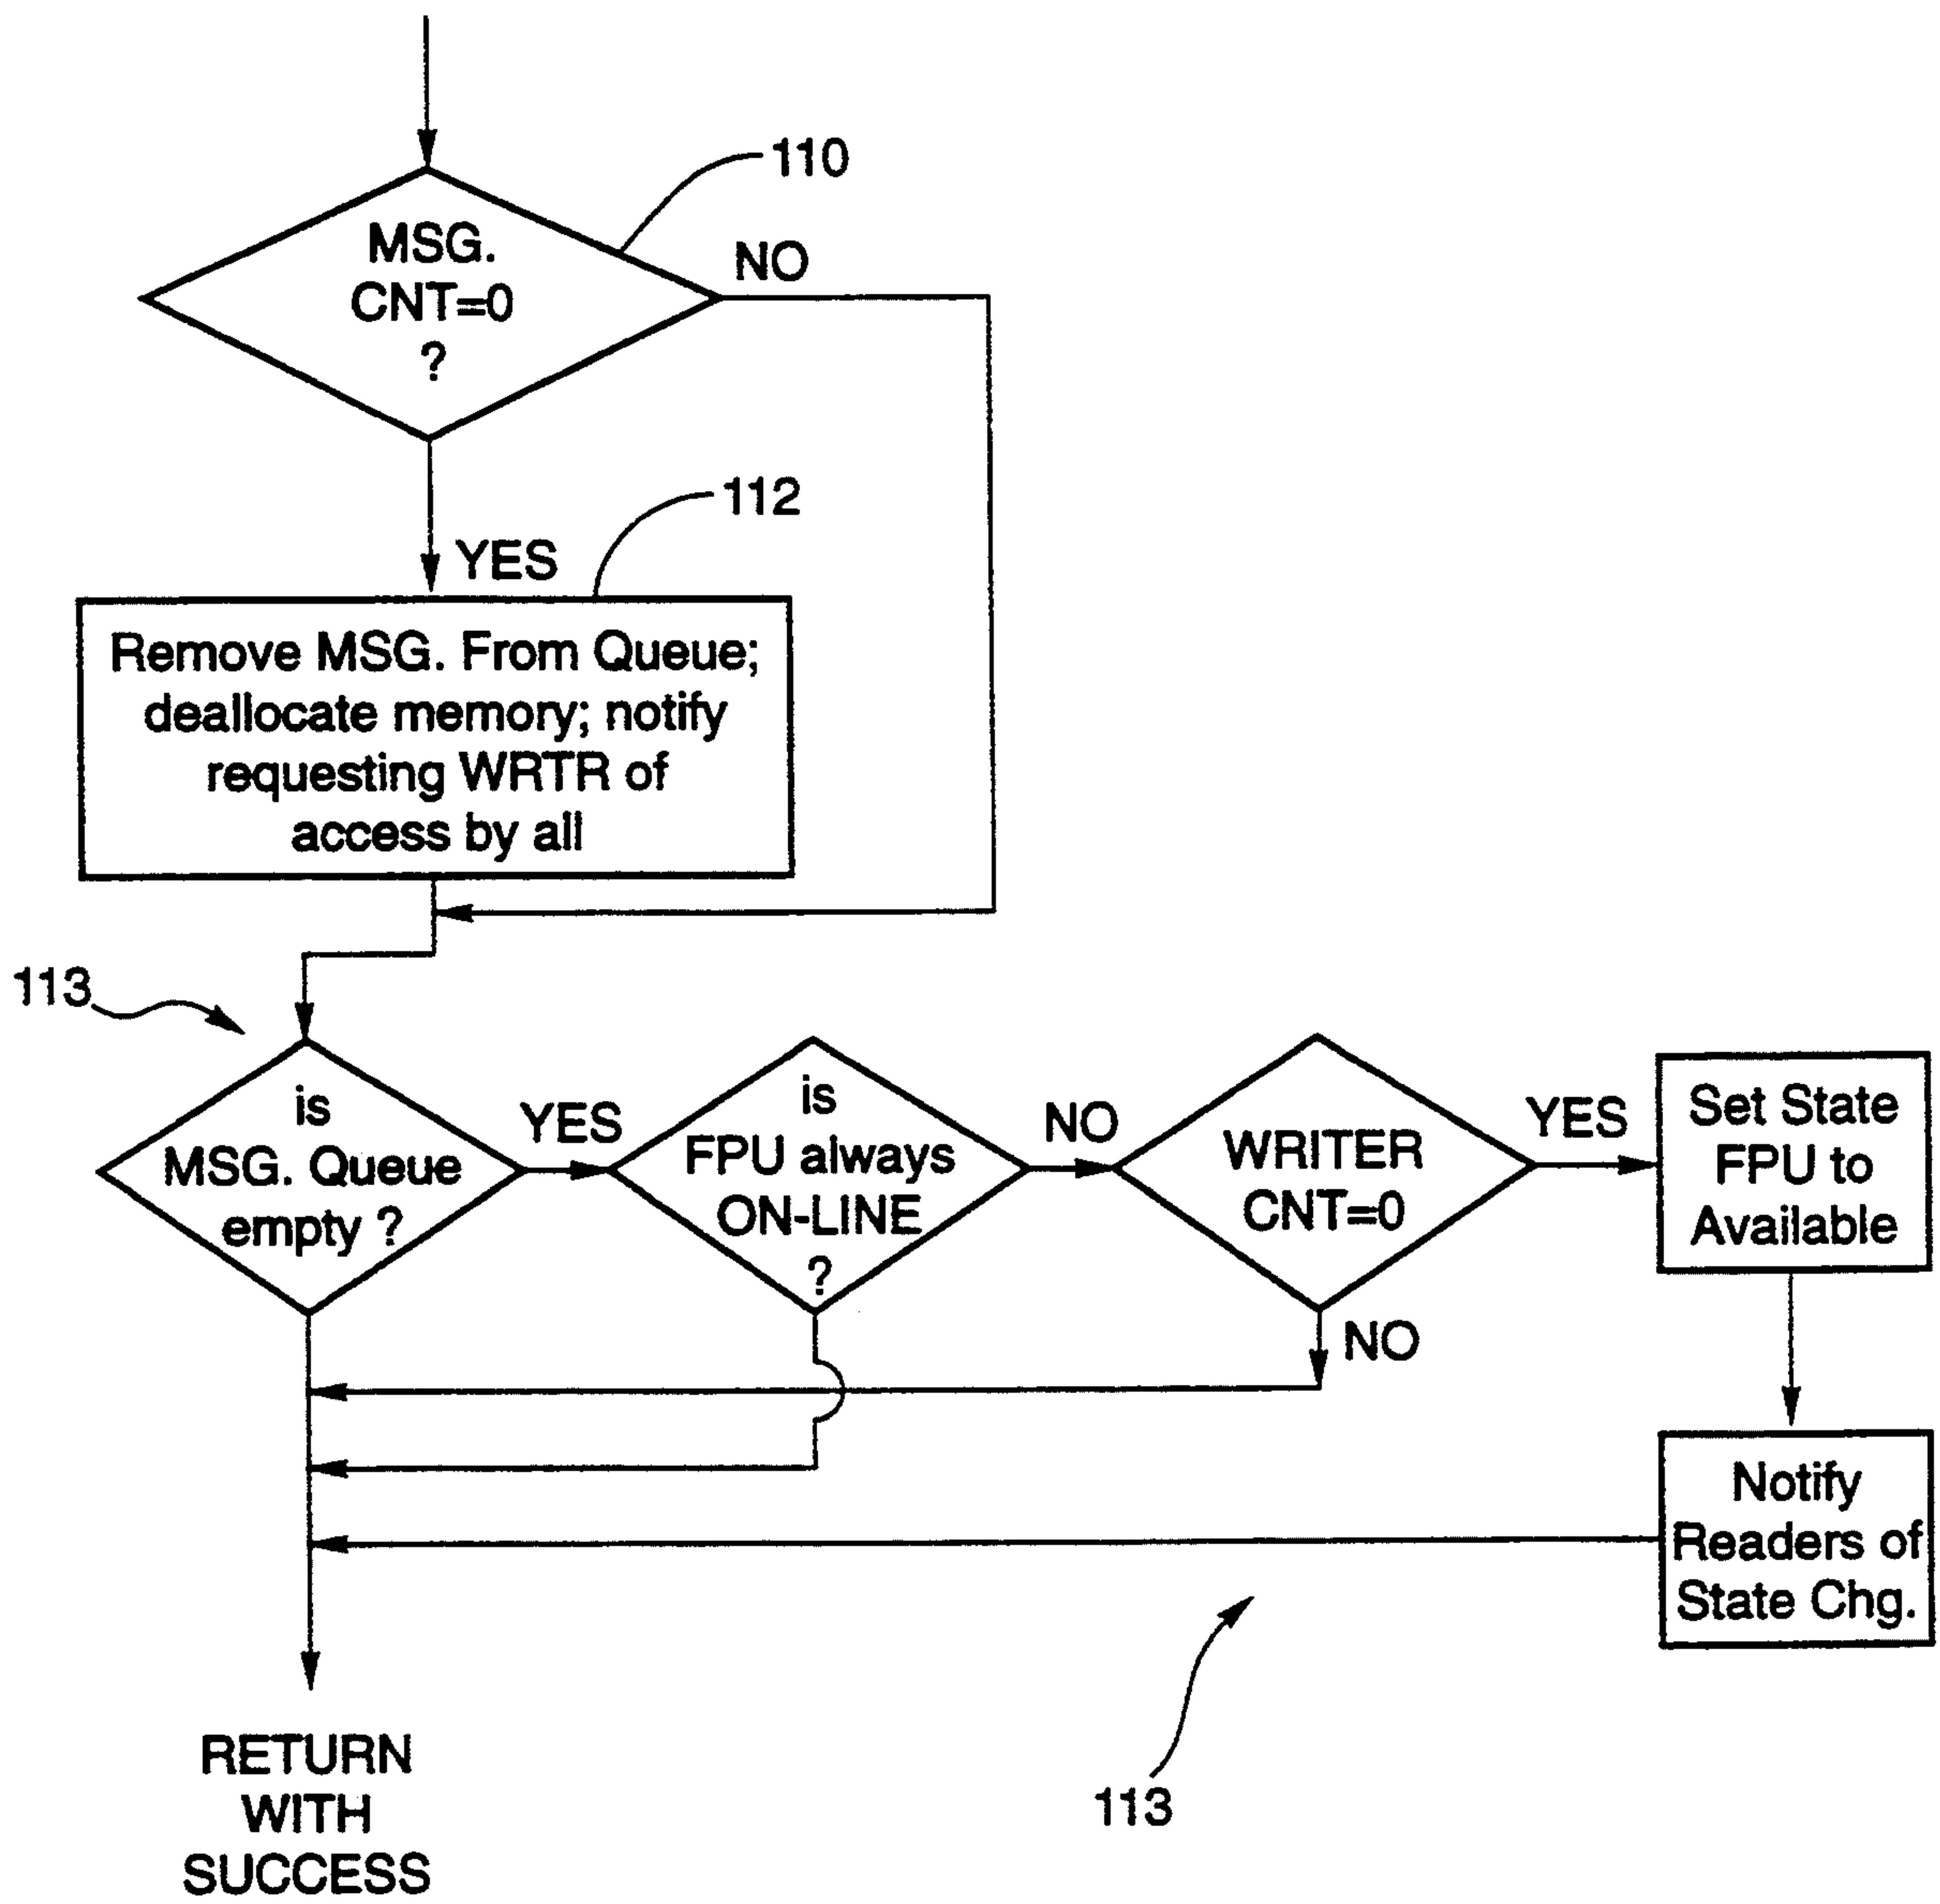 110
MSG.
CNT=0
?
NO
YES
112
Remove MSG. From Queue;
deallocate memory; notify
requesting WRTR of
access by all
113
is
MSG. Queue
empty ?
YES
is
FPU always
ON-LINE
?
NO
WRITER
CNT=0
YES
Set State
FPU to
Available
NO
Notify
Readers of
State Chg.
113
RETURN
WITH
SUCCESS